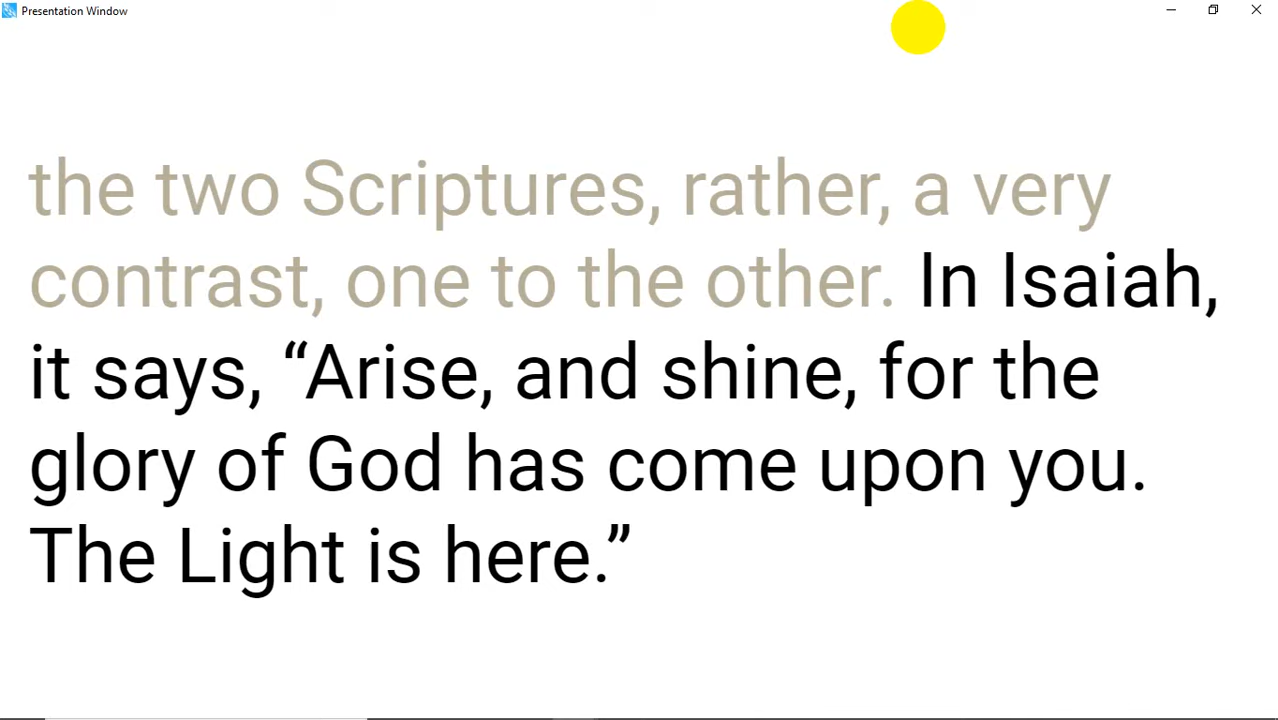 Presentation Window
the two Scriptures, rather, a very
contrast, one to the other. In Isaiah,
it says, “Arise, and shine, for the
glory of God has come upon you.
The Light is here.”